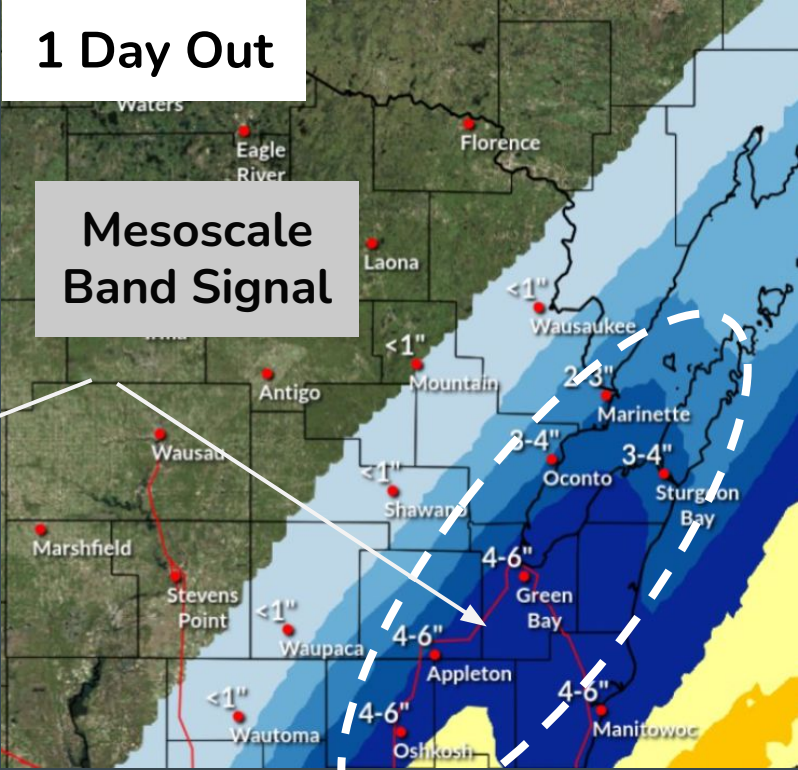 1 Day Out
Waters
Eagle
River
Florence
Mesoscale
Band Signal
Laona
<1"
Wausaukee
<1"
Mountain
Antigo
2-3"
Marinette
Wausau
3-4"
Oconto
3-4"
Sturgeon
Bay
<1"
Shawano
Marshfield
4-6"
Green
Bay
Stevens
Point
<1"
Waupaca
4-6"
Appleton
<1"
Wautoma
4-6"
Oshkosh
4-6"
Manitowoc